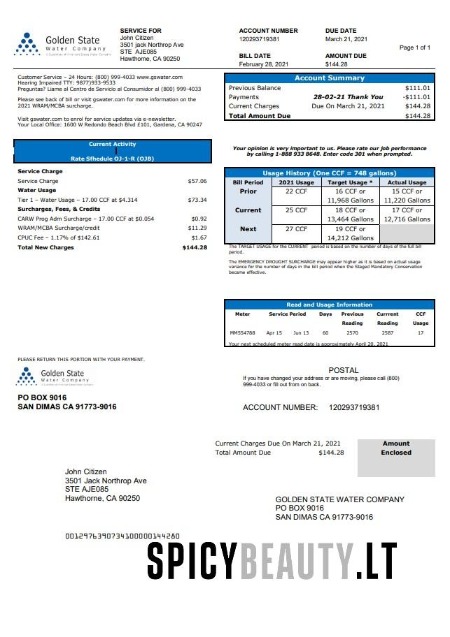 Golden State
Water Company
SERVICE FOR
John Citizen
3501 jack Northrop Ave
STE AJE085
Hawthorne, CA 90250
ACCOUNT NUMBER
120293719381
DUE DATE
March 21, 2021
Page 1 of 1
BILL DATE
February 28, 2021
AMOUNT DUE
$144.28
Customer Service – 24 Hours: (800) 999-4033 www.gswater.com
Hearing Impaired TTY: 9877)933-9533
Preguntas? Llame al Centro de Servicio al Consumidor al (800) 999-4033
Please see back of bill or visit gswater.com for more information on the
2021 WRAM/MCBA surcharge.
Visit gswater.com to enrol for service updates via e-newsletter.
Your Local Office: 1600 W Redondo Beach Blvd £101, Gardena, CA 90247
Account Summary
Previous Balance $111.01
Payments 28-02-21 Thank You -$111.01
Current Charges Due On March 21, 2021 $144.28
Total Amount Due $144.28
Current Activity
Rate Sfhedule OJ-1-R (OJB)
Service Charge
Service Charge $57.06
Water Usage
Tier 1 – Water Usage – 17.00 CCF at $4.314 $73.34
Surcharges, Fees, & Credits
CARW Prog Adm Surcharge – 17.00 CCF at $0.054 $0.92
WRAM/MCBA Surcharge/credit $11.29
CPUC Fee – 1.17% of $142.61 $1.67
Total New Charges $144.28
Your opinion is very important to us. Please rate our job performance
by calling 1-888 933 8648. Enter code 301 when prompted.
Usage History (One CCF = 748 gallons)
Bill Period 2021 Usage Target Usage * Actual Usage
Prior 22 CCF 16 CCF or 15 CCF or
11,968 Gallons 11,220 Gallons
Current 25 CCF 18 CCF or 17 CCF or
13,464 Gallons 12,716 Gallons
Next 27 CCF 19 CCF or
14,212 Gallons
The TARGET USAGE for the CURRENT period is based on the number of days of the full bill
period.
The EMERGENCY DROUGHT SURCHARGE may appear higher as it is based on actual usage
variance for the number of days in the bill period when the Staged Mandatory Conservation
became effective.
Read and Usage Information
Meter Service Period Days Previous Current CCF
Reading Reading Usage
MM554788 Apr 15 Jun 13 60 2570 2587 17
Your next scheduled meter read date is approximately April 20, 2021
PLEASE RETURN THIS PORTION WITH YOUR PAYMENT.
Golden State
Water Company
POSTAL
If you have changed your address or are moving, please call (800)
999-4033 or fill out from on back.
PO BOX 9016
SAN DIMAS CA 91773-9016
ACCOUNT NUMBER: 120293719381
Current Charges Due On March 21, 2021
Total Amount Due $144.28
Amount
Enclosed
John Citizen
3501 Jack Northrop Ave
STE AJE085
Hawthorne, CA 90250
GOLDEN STATE WATER COMPANY
PO BOX 9016
SAN DIMAS CA 91773-9016
SPICYBEAUTY.LT